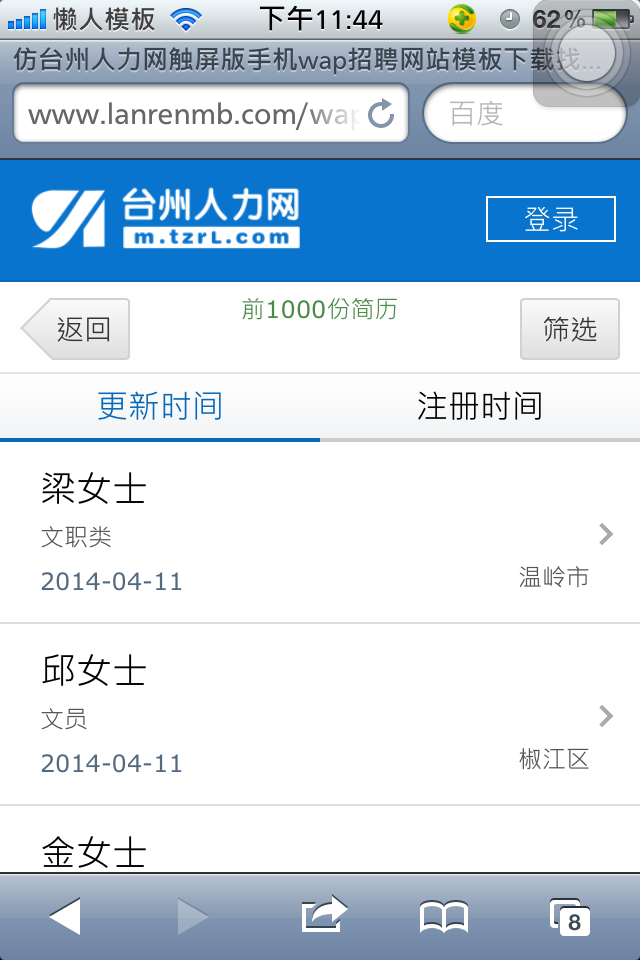 懒人模板 下午11:44 62%
仿台州人力网触屏版手机wap招聘网站模板下载找...
www.lanrenmb.com/wap 百度
台州人力网
m.tzrl.com
登录
返回 前1000份简历 筛选
更新时间 注册时间
梁女士
文职类
2014-04-11 温岭市
邱女士
文员
2014-04-11 椒江区
金女士
8